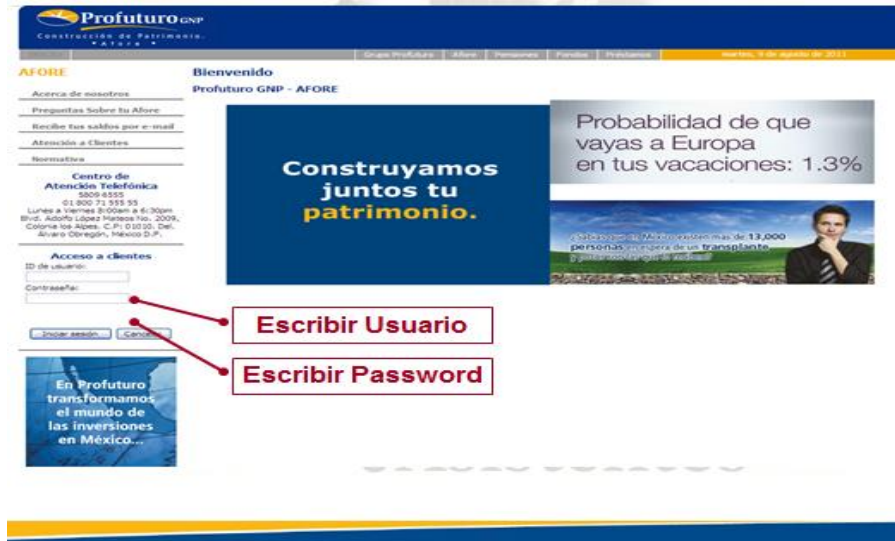 Profuturo GNP
Construcción de Patrimonio.
* Afore *
Grupo Profuturo | Afore | Pensiones | Fondos | Préstamos
martes, 9 de agosto de 2011
AFORE
Acerca de nosotros
Preguntas Sobre tu Afore
Recibe tus saldos por e-mail
Atención a Clientes
Normativa
Centro de
Atención Telefónica
5809 6555
01 800 71 555 55
Lunes a Viernes 8:00am a 6:30pm
Blvd. Adolfo López Mateos No. 2009,
Colonia los Alpes. C.P: 01010. Del.
Álvaro Obregón, México D.F.
Acceso a clientes
ID de usuario:
Contraseña:
Iniciar sesión
Cancelar
En Profuturo
transformamos
el mundo de
las inversiones
en México...
Bienvenido
Profuturo GNP - AFORE
Construyamos
juntos tu
patrimonio.
Probabilidad de que
vayas a Europa
en tus vacaciones: 1.3%
¿Sabías que en México existen más de 13,000
personas en espera de un transplante
Escribir Usuario
Escribir Password